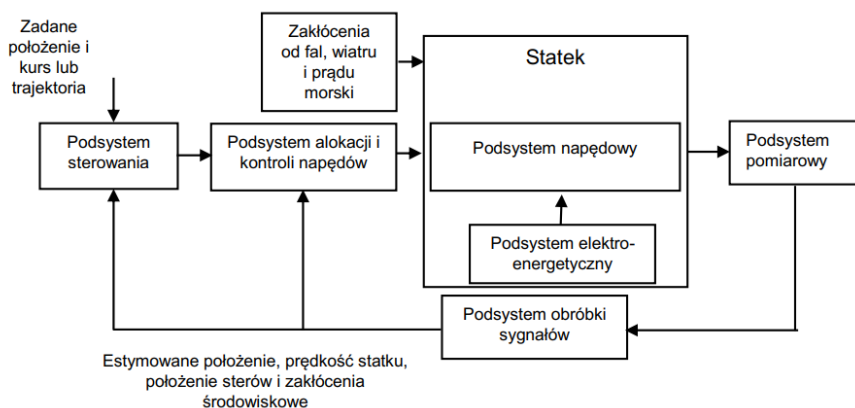 Zadane
położenie i
kurs lub
trajektoria
Zakłócenia
od fal, wiatru
i prądu
morski
Statek
Podsystem
sterowania
Podsystem alokacji i
kontroli napędów
Podsystem napędowy
Podsystem
pomiarowy
Podsystem elektro-
energetyczny
Podsystem obróbki
sygnałów
Estymowane położenie, prędkość statku,
położenie sterów i zakłócenia
środowiskowe